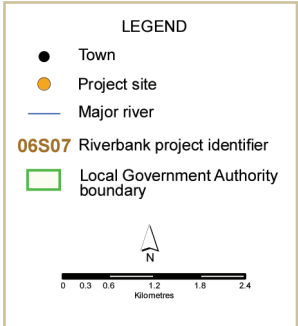 LEGEND
Town
Project site
Major river
06S07 Riverbank project identifier
Local Government Authority
boundary
N
0 0.3 0.6 1.2 1.8 2.4
Kilometres